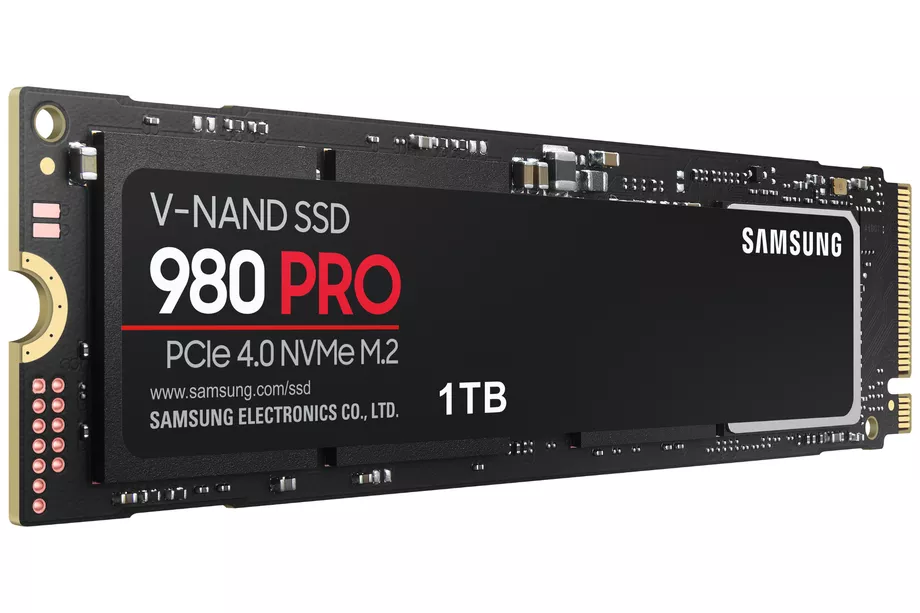 V-NAND SSD
980 PRO
PCIe 4.0 NVMe M.2
www.samsung.com/ssd
SAMSUNG ELECTRONICS CO., LTD.
1TB
SAMSUNG